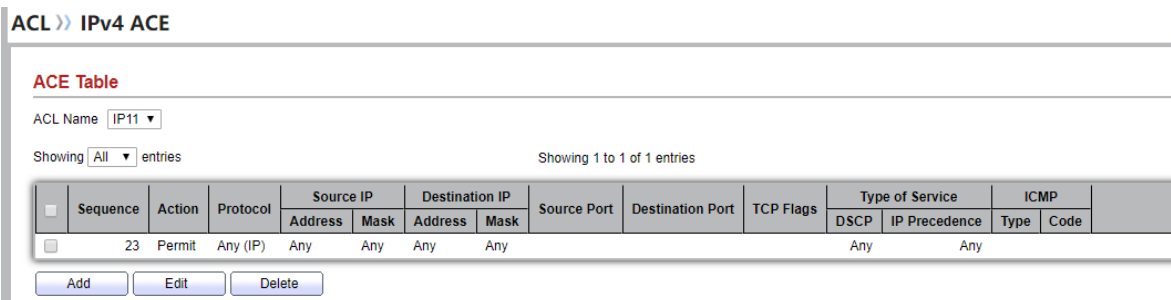 ACL » IPv4 ACE
ACE Table
ACL Name IP11
Showing All entries Showing 1 to 1 of 1 entries
Sequence Action Protocol Source IP Destination IP Source Port Destination Port TCP Flags Type of Service ICMP
Address Mask Address Mask DSCP IP Precedence Type Code
23 Permit Any (IP) Any Any Any Any Any Any
Add Edit Delete